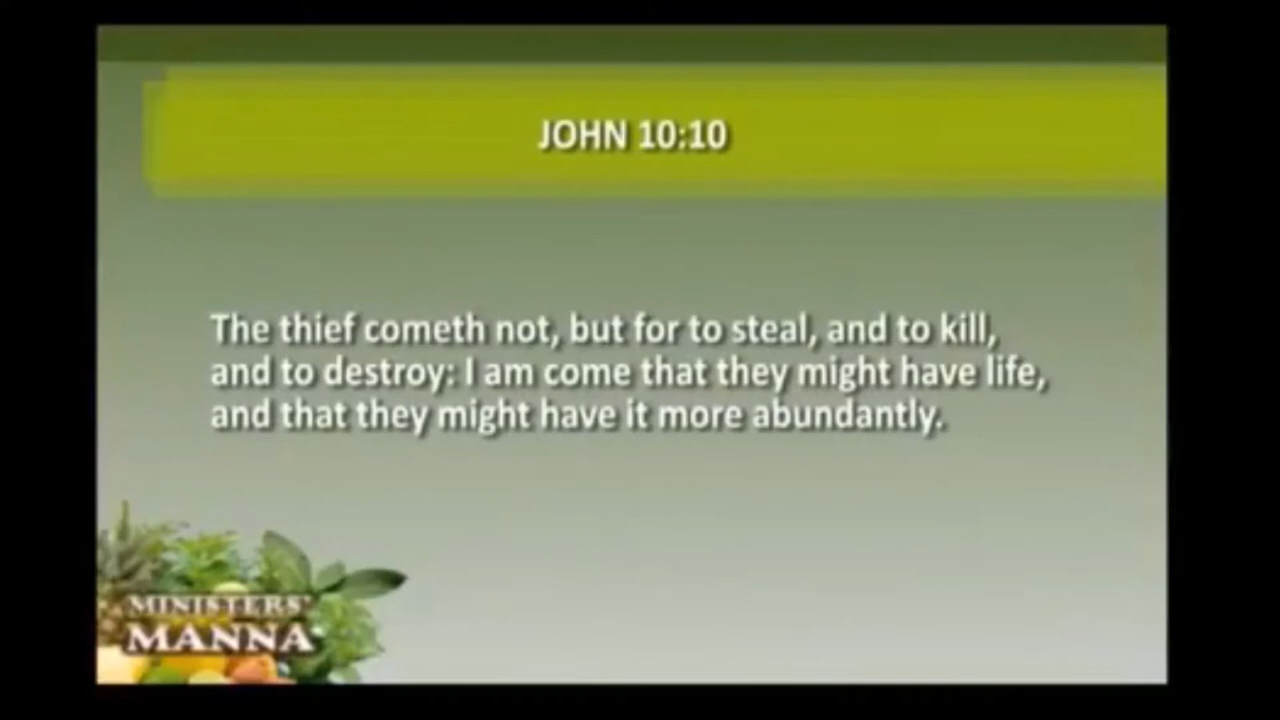 JOHN 10:10
The thief cometh not, but for to steal, and to kill,
and to destroy: I am come that they might have life,
and that they might have it more abundantly.
MINISTERS'
MANNA